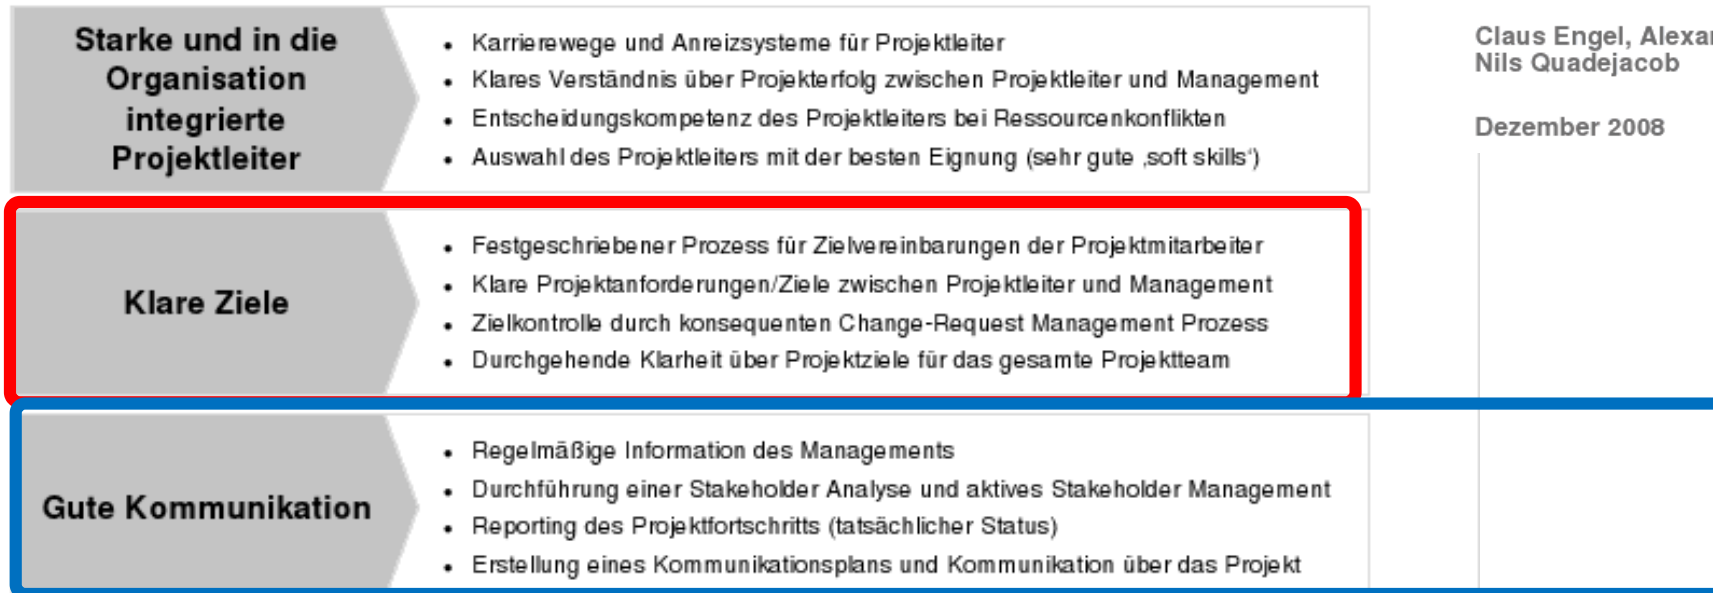 Starke und in die
Organisation
integrierte
Projektleiter
• Karrierewege und Anreizsysteme für Projektleiter
• Klares Verständnis über Projekterfolg zwischen Projektleiter und Management
• Entscheidungskompetenz des Projektleiters bei Ressourcenkonflikten
• Auswahl des Projektleiters mit der besten Eignung (sehr gute ‚soft skills‘)
Claus Engel,
Nils Quadejacob
Dezember 2008
Klare Ziele
• Festgeschriebener Prozess für Zielvereinbarungen der Projektmitarbeiter
• Klare Projektanforderungen/Ziele zwischen Projektleiter und Management
• Zielkontrolle durch konsequenten Change-Request Management Prozess
• Durchgehende Klarheit über Projektziele für das gesamte Projektteam
Gute Kommunikation
• Regelmäßige Information des Managements
• Durchführung einer Stakeholder Analyse und aktives Stakeholder Management
• Reporting des Projektfortschritts (tatsächlicher Status)
• Erstellung eines Kommunikationsplans und Kommunikation über das Projekt